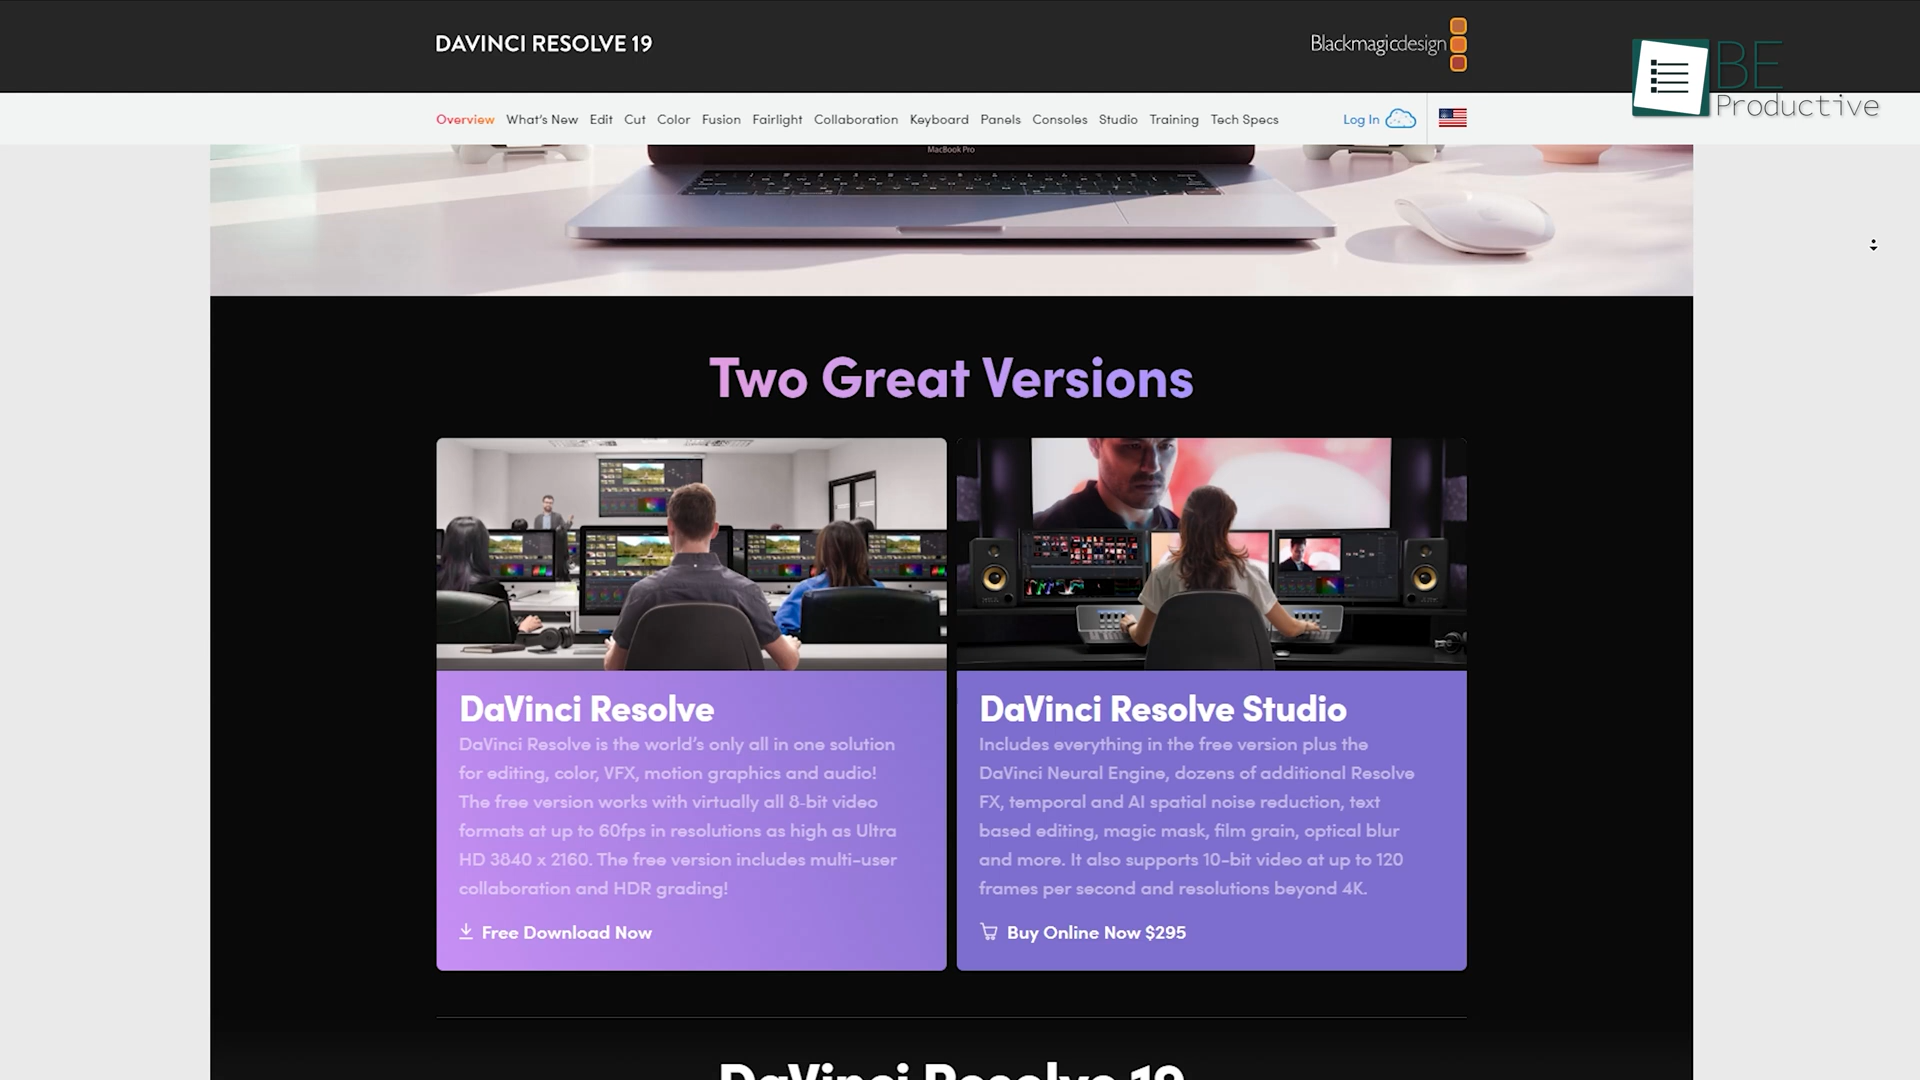 DAVINCI RESOLVE 19
Blackmagicdesign
BE
Productive
Overview What's New Edit Cut Color Fusion Fairlight Collaboration Keyboard Panels Consoles Studio Training Tech Specs Log In
MacBook Pro
Two Great Versions
DaVinci Resolve
DaVinci Resolve is the world's only all in one solution
for editing, color, VFX, motion graphics and audio!
The free version works with virtually all 8-bit video
formats at up to 60fps in resolutions as high as Ultra
HD 3840 x 2160. The free version includes multi-user
collaboration and HDR grading!
Free Download Now
DaVinci Resolve Studio
Includes everything in the free version plus the
DaVinci Neural Engine, dozens of additional Resolve
FX, temporal and AI spatial noise reduction, text
based editing, magic mask, film grain, optical blur
and more. It also supports 10-bit video at up to 120
frames per second and resolutions beyond 4K.
Buy Online Now $295
DaVinci Resolve 19